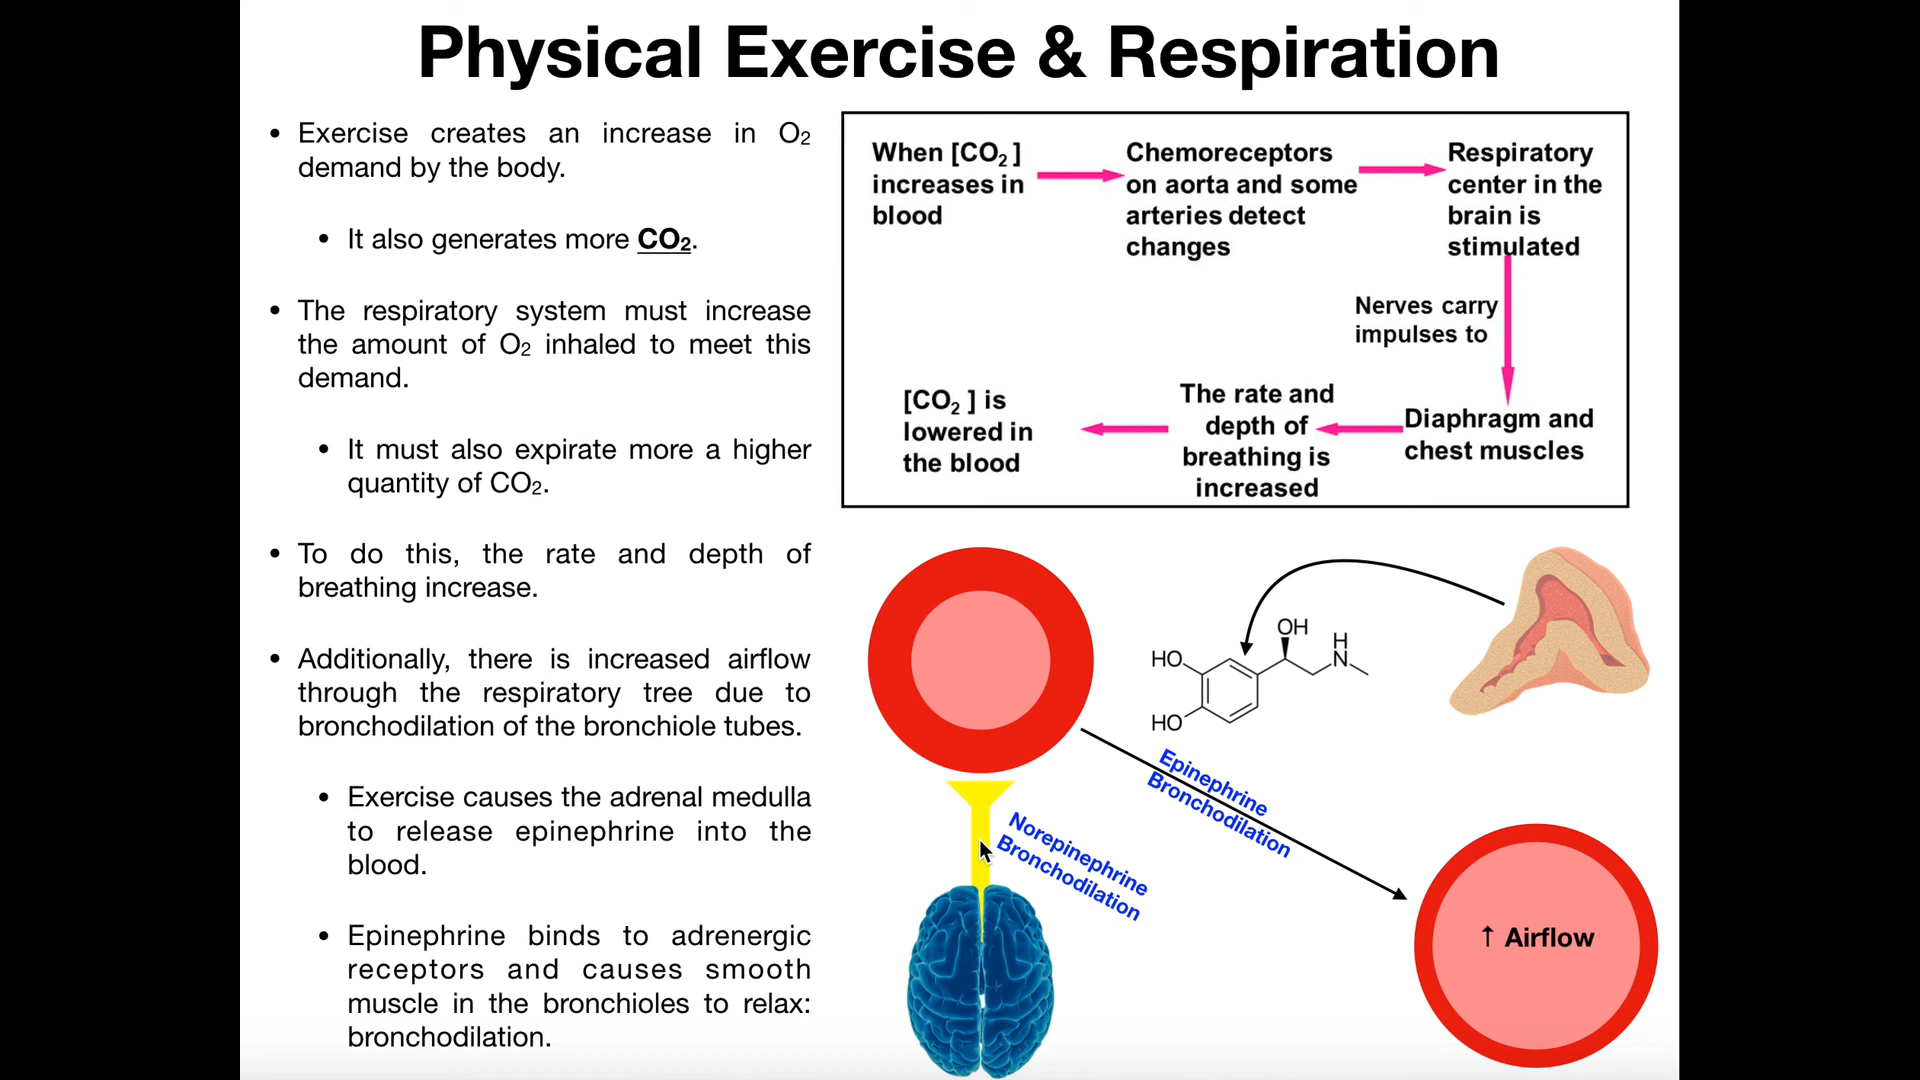 Physical Exercise & Respiration
• Exercise creates an increase in O₂
demand by the body.
• It also generates more CO₂.
• The respiratory system must increase
the amount of O₂ inhaled to meet this
demand.
• It must also expirate more a higher
quantity of CO₂.
• To do this, the rate and depth of
breathing increase.
• Additionally, there is increased airflow
through the respiratory tree due to
bronchodilation of the bronchiole tubes.
• Exercise causes the adrenal medulla
to release epinephrine into the
blood.
• Epinephrine binds to adrenergic
receptors and causes smooth
muscle in the bronchioles to relax:
bronchodilation.
When [CO₂ ]
increases in
blood
Chemoreceptors
on aorta and some
arteries detect
changes
Respiratory
center in the
brain is
stimulated
Nerves carry
impulses to
Diaphragm and
chest muscles
The rate and
depth of
breathing is
increased
[CO₂ ] is
lowered in
the blood
OH
H
N
HO
HO
Epinephrine
Bronchodilation
Norepinephrine
Bronchodilation
↑ Airflow